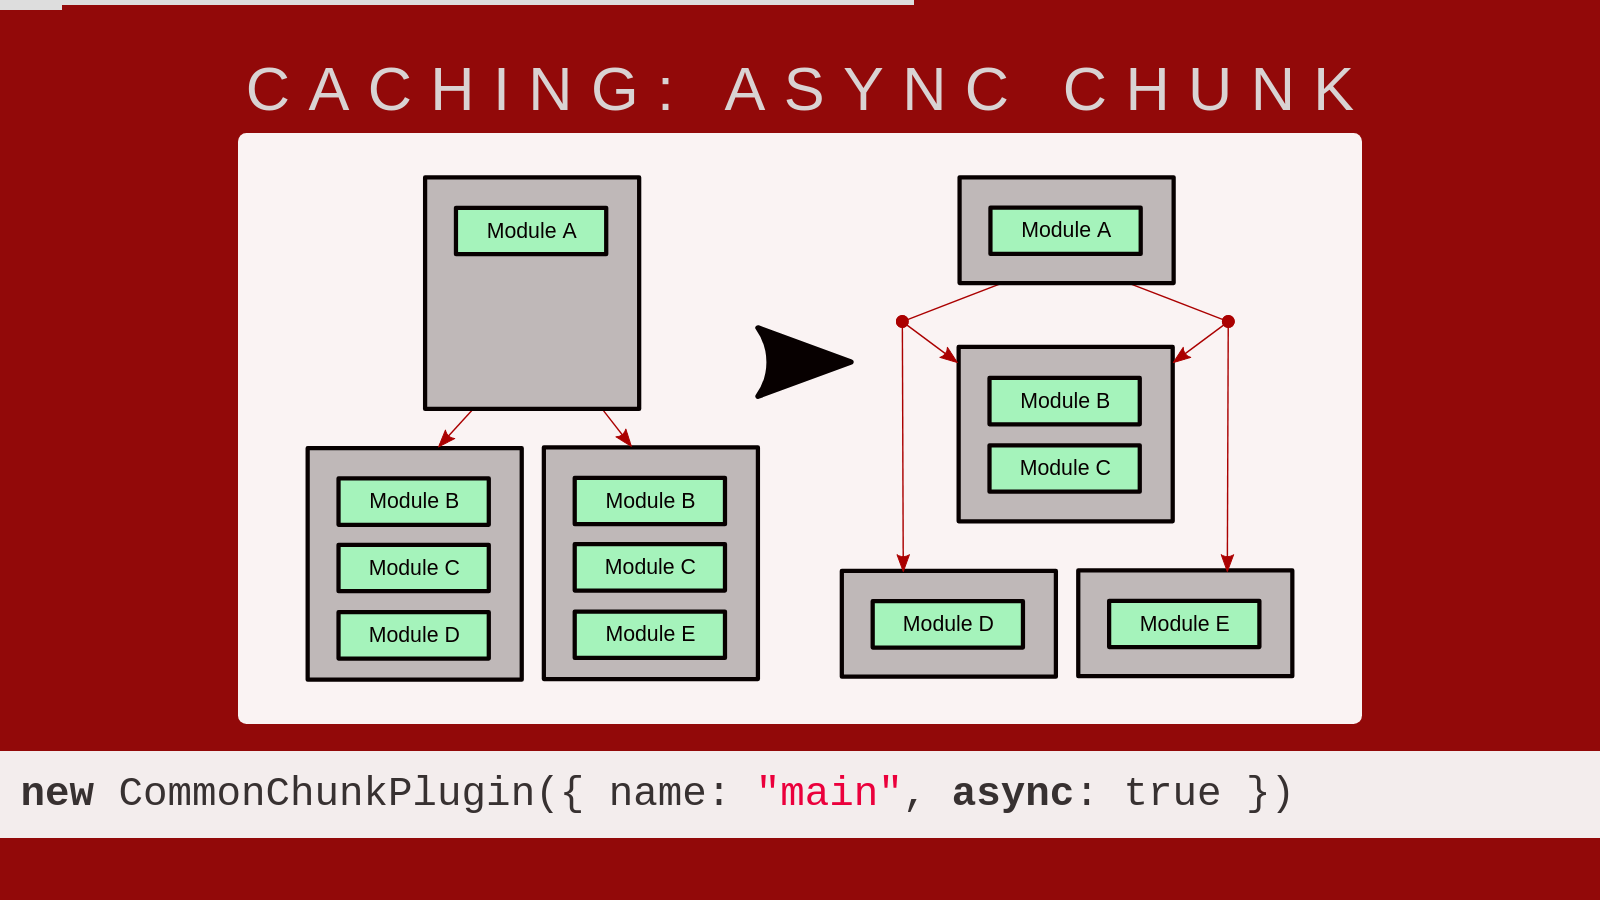 CACHING: ASYNC CHUNK
Module A
Module B
Module C
Module D
Module B
Module C
Module E
Module A
Module B
Module C
Module D
Module E
new CommonChunkPlugin({ name: "main", async: true })